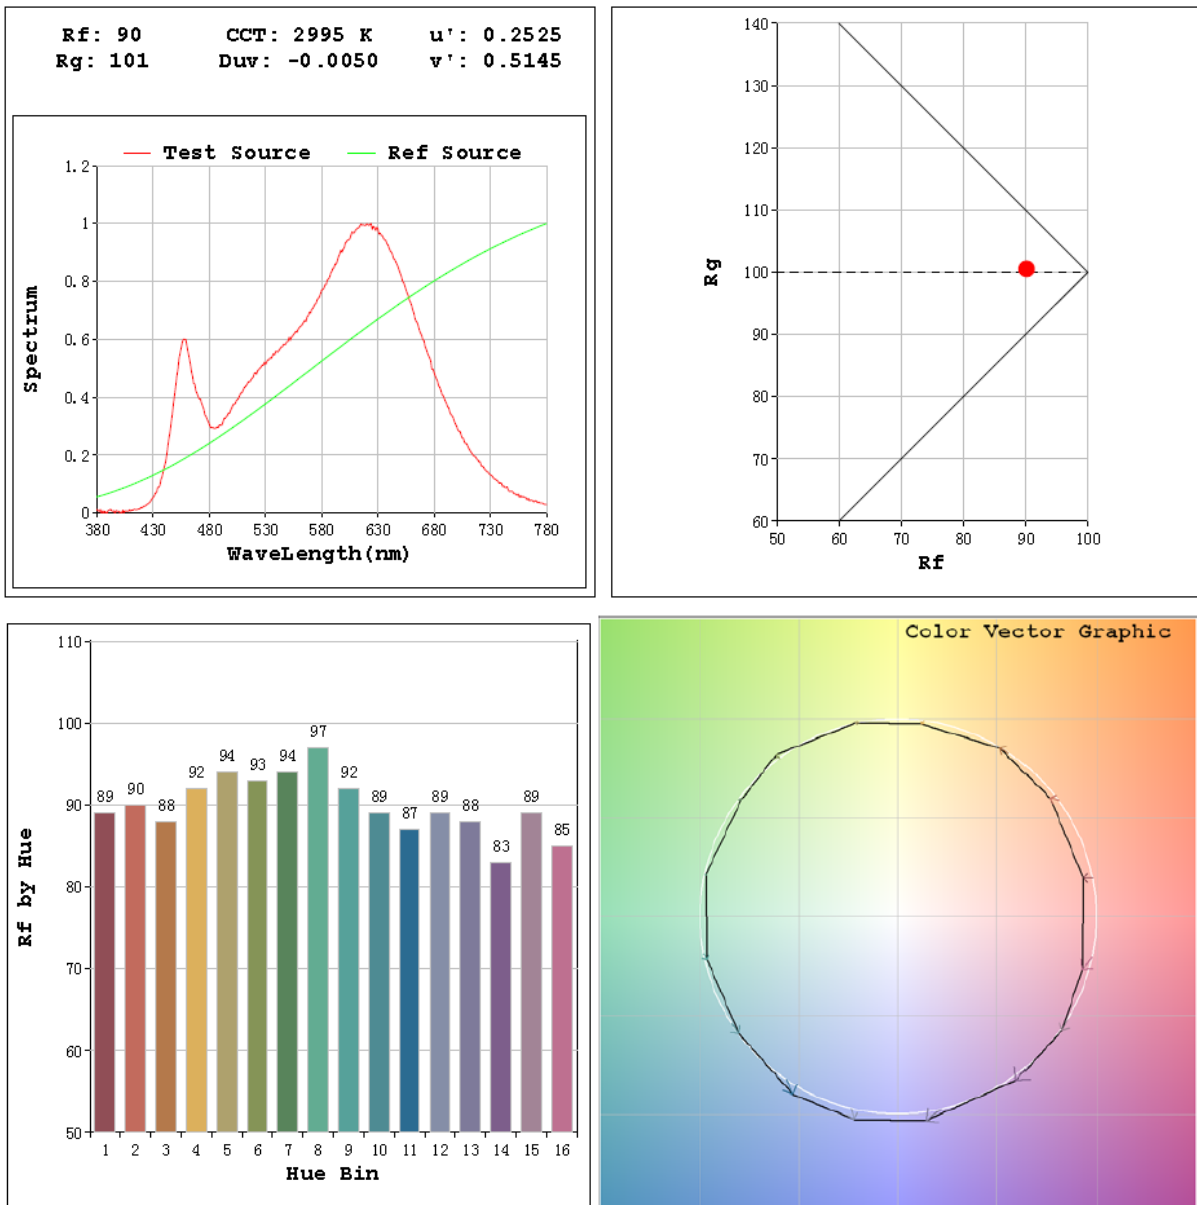 Rf: 90 CCT: 2995 K u': 0.2525
Rg: 101 Duv: -0.0050 v': 0.5145
Test Source Ref Source
1.2
1
0.8
0.6
0.4
0.2
0
Spectrum
380 430 480 530 580 630 680 730 780
WaveLength(nm)
140
130
120
110
100
90
80
70
60
Rg
50 60 70 80 90 100
Rf
110
100
90
80
70
60
50
Rf by Hue
89 90 88 92 94 93 94 97 92 89 87 89 88 83 89 85
1 2 3 4 5 6 7 8 9 10 11 12 13 14 15 16
Hue Bin
Color Vector Graphic